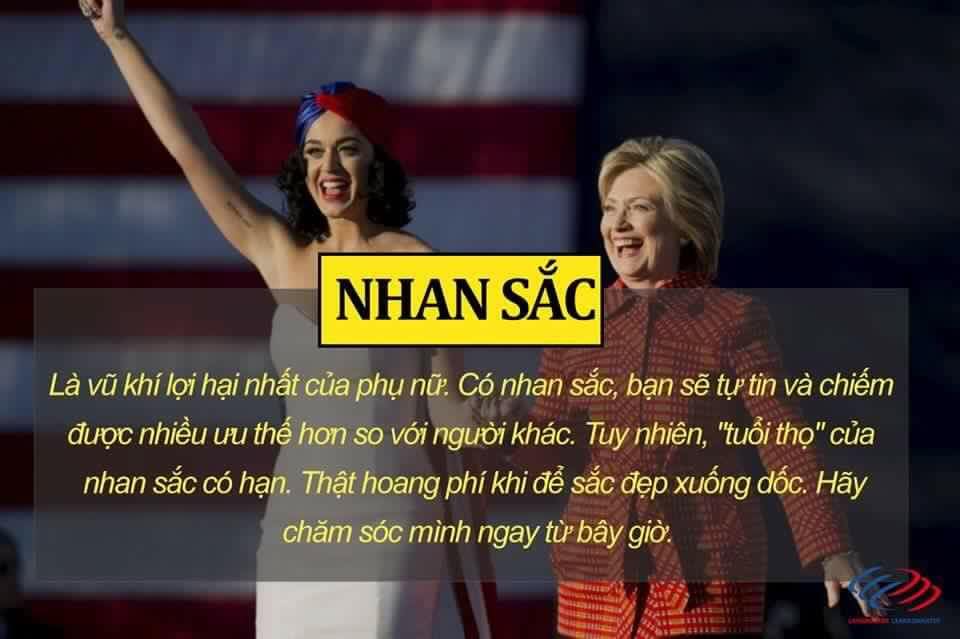 NHAN SẮC
Là vũ khí lợi hại nhất của phụ nữ. Có nhan sắc, bạn sẽ tự tin và chiếm
được nhiều ưu thế hơn so với người khác. Tuy nhiên, "tuổi thọ" của
nhan sắc có hạn. Thật hoang phí khi để sắc đẹp xuống dốc. Hãy
chăm sóc mình ngay từ bây giờ.